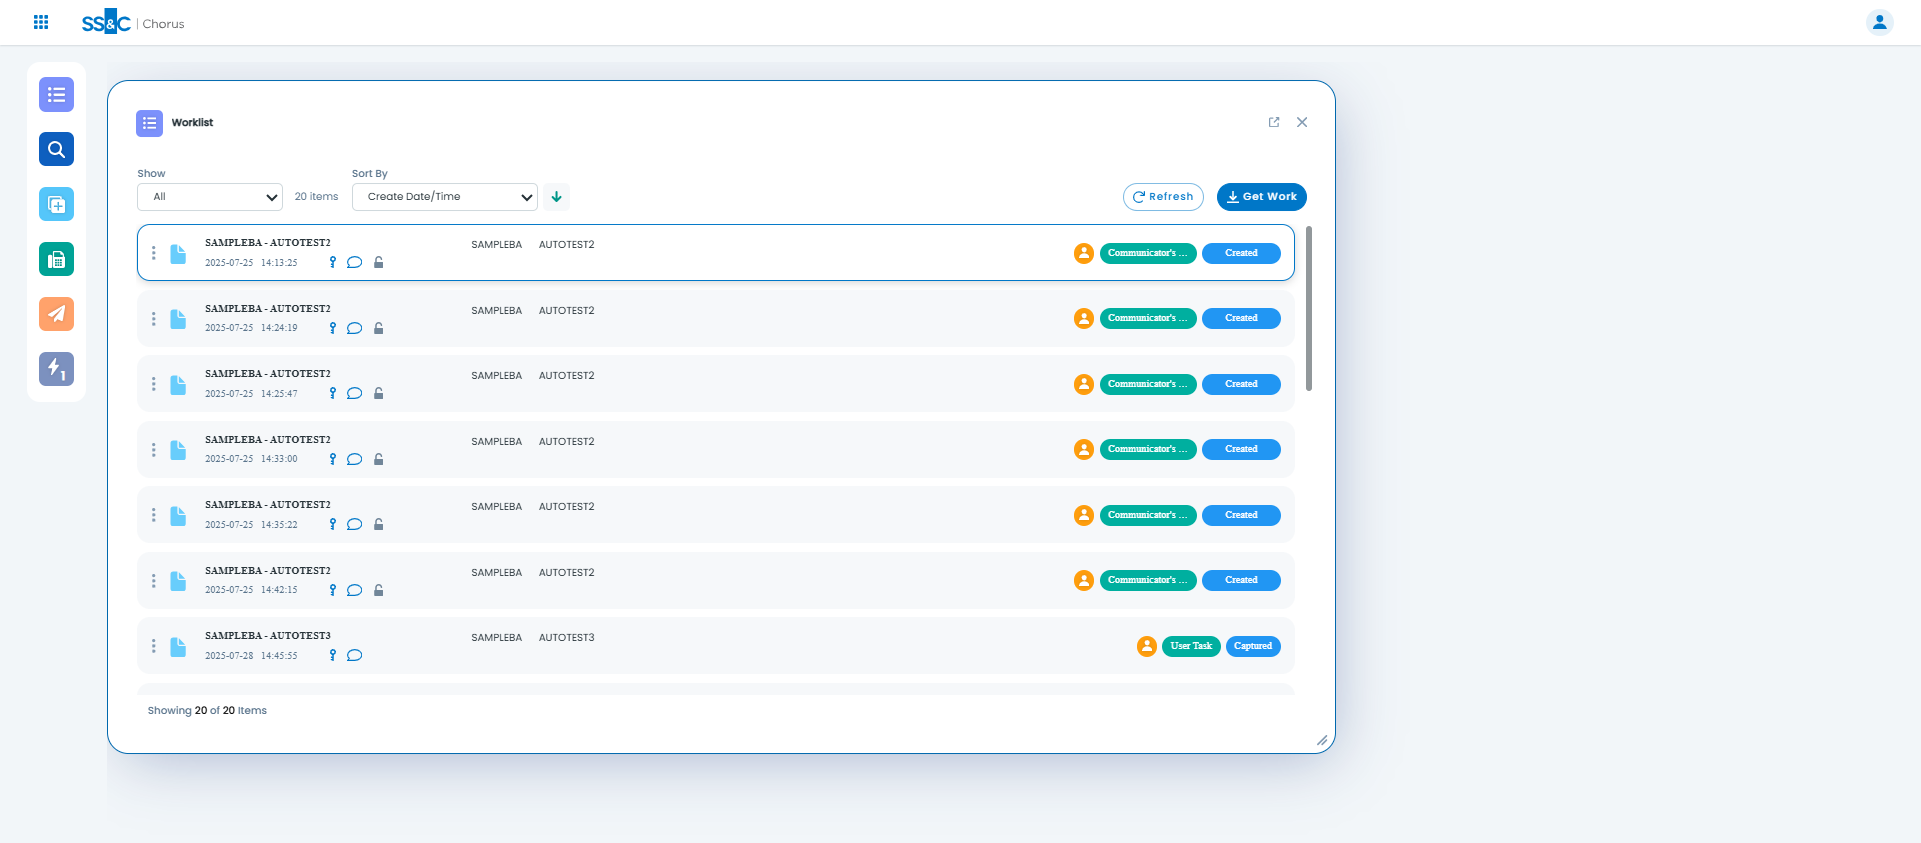 SS&C | Chorus
Worklist
Show
Sort By
All
20 items
Create Date/Time
Refresh
Get Work
SAMPLEBA - AUTOTEST2
SAMPLEBA AUTOTEST2
Communicator's ...
Created
2025-07-25 14:13:25
SAMPLEBA - AUTOTEST2
SAMPLEBA AUTOTEST2
Communicator's ...
Created
2025-07-25 14:24:19
SAMPLEBA - AUTOTEST2
SAMPLEBA AUTOTEST2
Communicator's ...
Created
2025-07-25 14:25:47
SAMPLEBA - AUTOTEST2
SAMPLEBA AUTOTEST2
Communicator's ...
Created
2025-07-25 14:33:00
SAMPLEBA - AUTOTEST2
SAMPLEBA AUTOTEST2
Communicator's ...
Created
2025-07-25 14:35:22
SAMPLEBA - AUTOTEST2
SAMPLEBA AUTOTEST2
Communicator's ...
Created
2025-07-25 14:42:15
SAMPLEBA - AUTOTEST3
SAMPLEBA AUTOTEST3
User Task
Captured
2025-07-28 14:45:55
1
Showing 20 of 20 Items